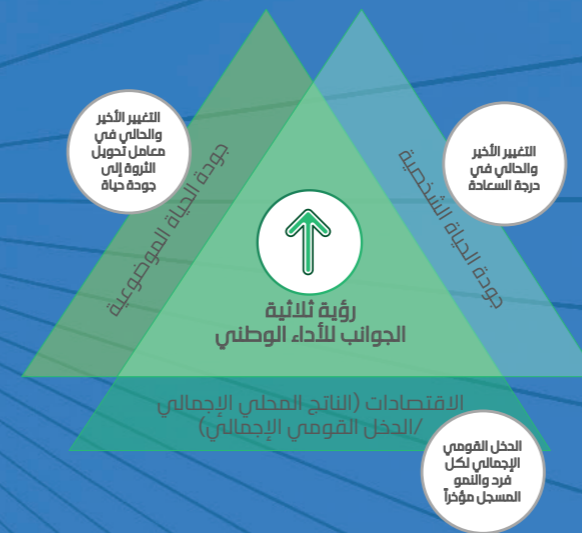 التغيير الأخير
والحالي في
معامل تحويل
الثروة إلى
جودة حياة
التغيير الأخير
والحالي في
درجة السعادة
جودة الحياة الموضوعية
جودة الحياة الشخصية
رؤية ثلاثية
الجوانب للأداء الوطني
الاقتصادات (الناتج المحلي الإجمالي
/الدخل القومي الإجمالي)
الدخل القومي
الإجمالي لكل
فرد والنمو
المسجل مؤخراً